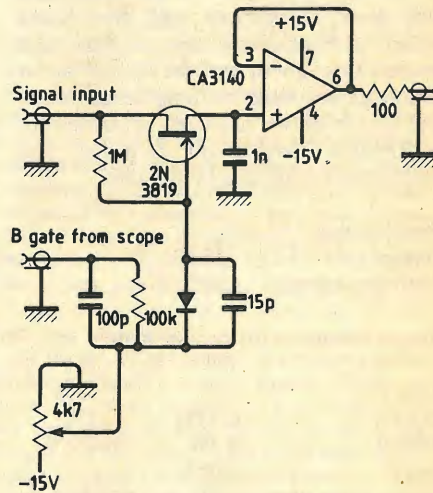 +15V
3
−
7
CA3140
6
2
+
4
−15V
100
Signal input
1M
2N
3819
1n
B gate from scope
100p
100k
15p
4k7
−15V